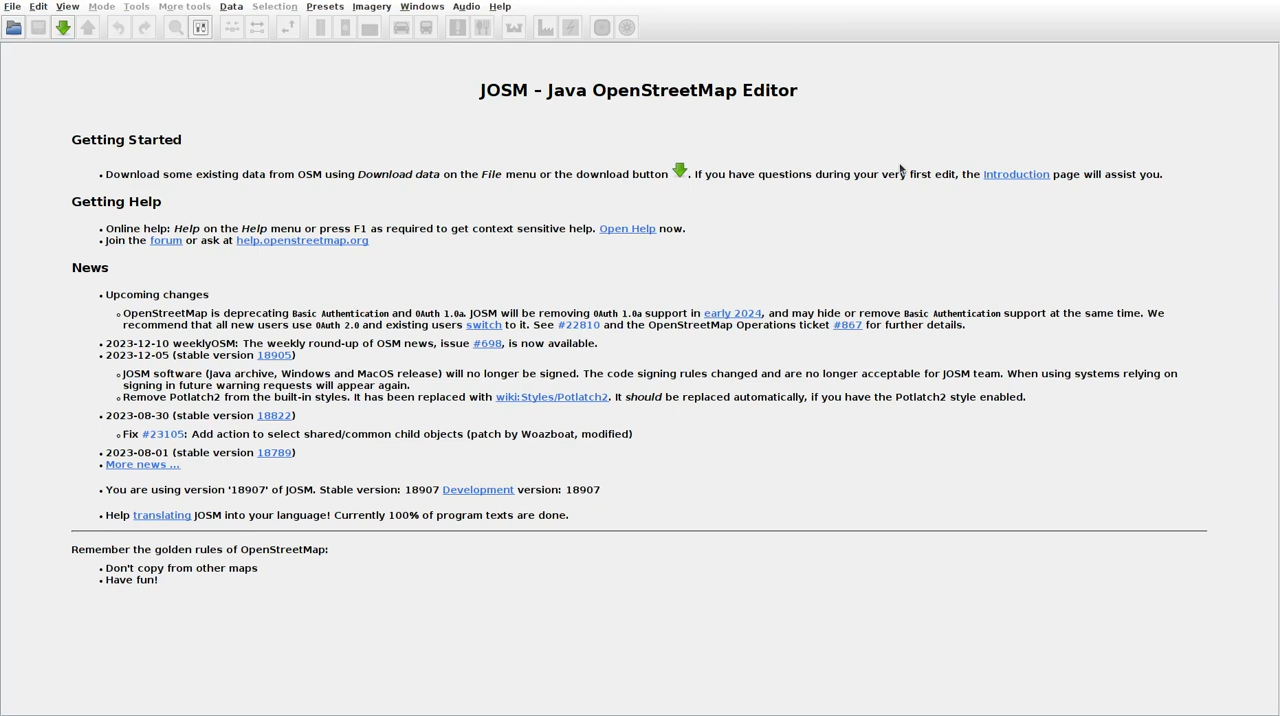 File Edit View Mode Tools More tools Data Selection Presets Imagery Windows Audio Help
JOSM – Java OpenStreetMap Editor
Getting Started
Download some existing data from OSM using Download data on the File menu or the download button . If you have questions during your very first edit, the Introduction page will assist you.
Getting Help
Online help: Help on the Help menu or press F1 as required to get context sensitive help. Open Help now.
Join the forum or ask at help.openstreetmap.org
News
Upcoming changes
OpenStreetMap is deprecating Basic Authentication and OAuth 1.0a. JOSM will be removing OAuth 1.0a support in early 2024, and may hide or remove Basic Authentication support at the same time. We
recommend that all new users use OAuth 2.0 and existing users switch to it. See #22810 and the OpenStreetMap Operations ticket #867 for further details.
2023-12-10 weeklyOSM: The weekly round-up of OSM news, issue #698, is now available.
2023-12-05 (stable version 18905)
JOSM software (Java archive, Windows and MacOS release) will no longer be signed. The code signing rules changed and are no longer acceptable for JOSM team. When using systems relying on
signing in future warning requests will appear again.
Remove Potlatch2 from the built-in styles. It has been replaced with wiki:Styles/Potlatch2. It should be replaced automatically, if you have the Potlatch2 style enabled.
2023-08-30 (stable version 18822)
Fix #23105: Add action to select shared/common child objects (patch by Woazboat, modified)
2023-08-01 (stable version 18789)
More news ...
You are using version '18907' of JOSM. Stable version: 18907 Development version: 18907
Help translating JOSM into your language! Currently 100% of program texts are done.
Remember the golden rules of OpenStreetMap:
Don't copy from other maps
Have fun!